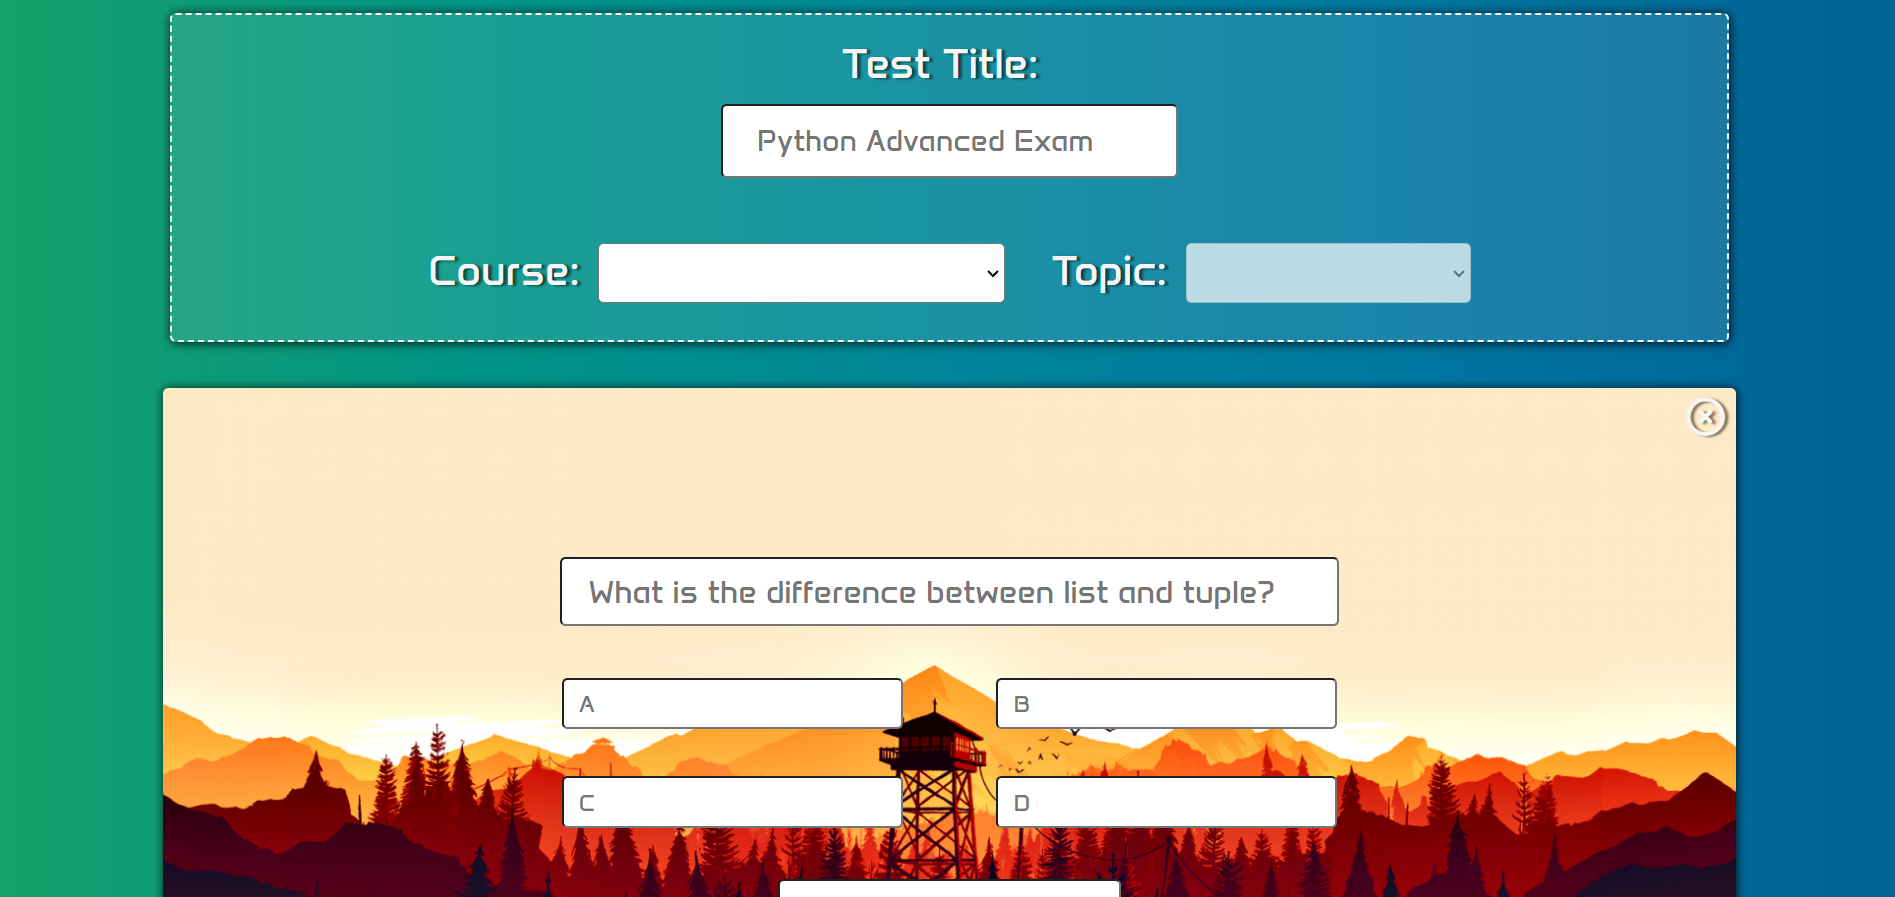 Test Title:
Python Advanced Exam
Course:
Topic:
What is the difference between list and tuple?
A
B
C
D